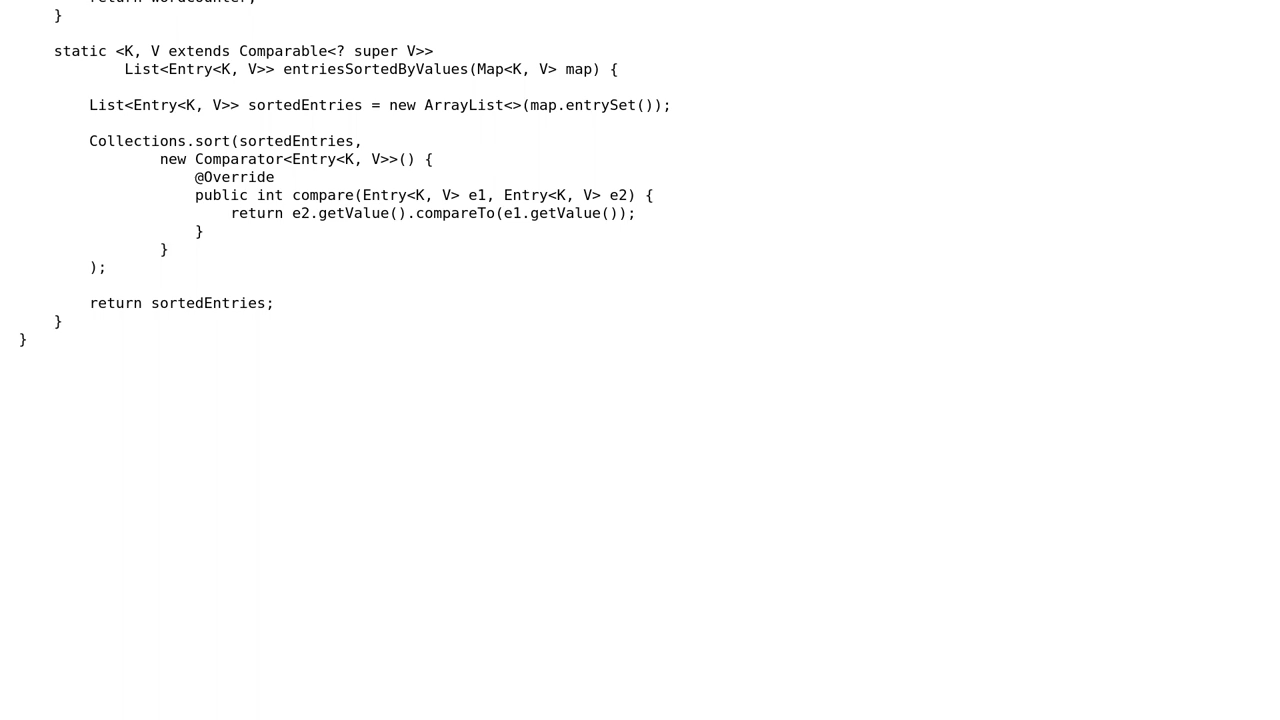 }
static <K, V extends Comparable<? super V>>
List<Entry<K, V>> entriesSortedByValues(Map<K, V> map) {
List<Entry<K, V>> sortedEntries = new ArrayList<>(map.entrySet());
Collections.sort(sortedEntries,
new Comparator<Entry<K, V>>() {
@Override
public int compare(Entry<K, V> e1, Entry<K, V> e2) {
return e2.getValue().compareTo(e1.getValue());
}
}
);
return sortedEntries;
}
}